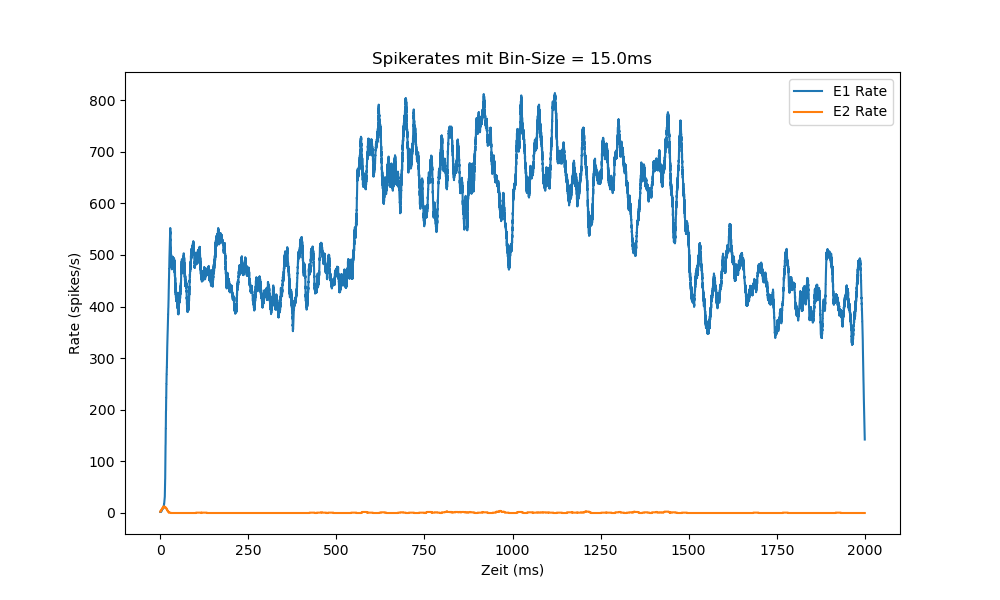 Spikerates mit Bin-Size = 15.0ms
E1 Rate
E2 Rate
800
700
600
500
400
300
200
100
0
Rate (spikes/s)
0 250 500 750 1000 1250 1500 1750 2000
Zeit (ms)